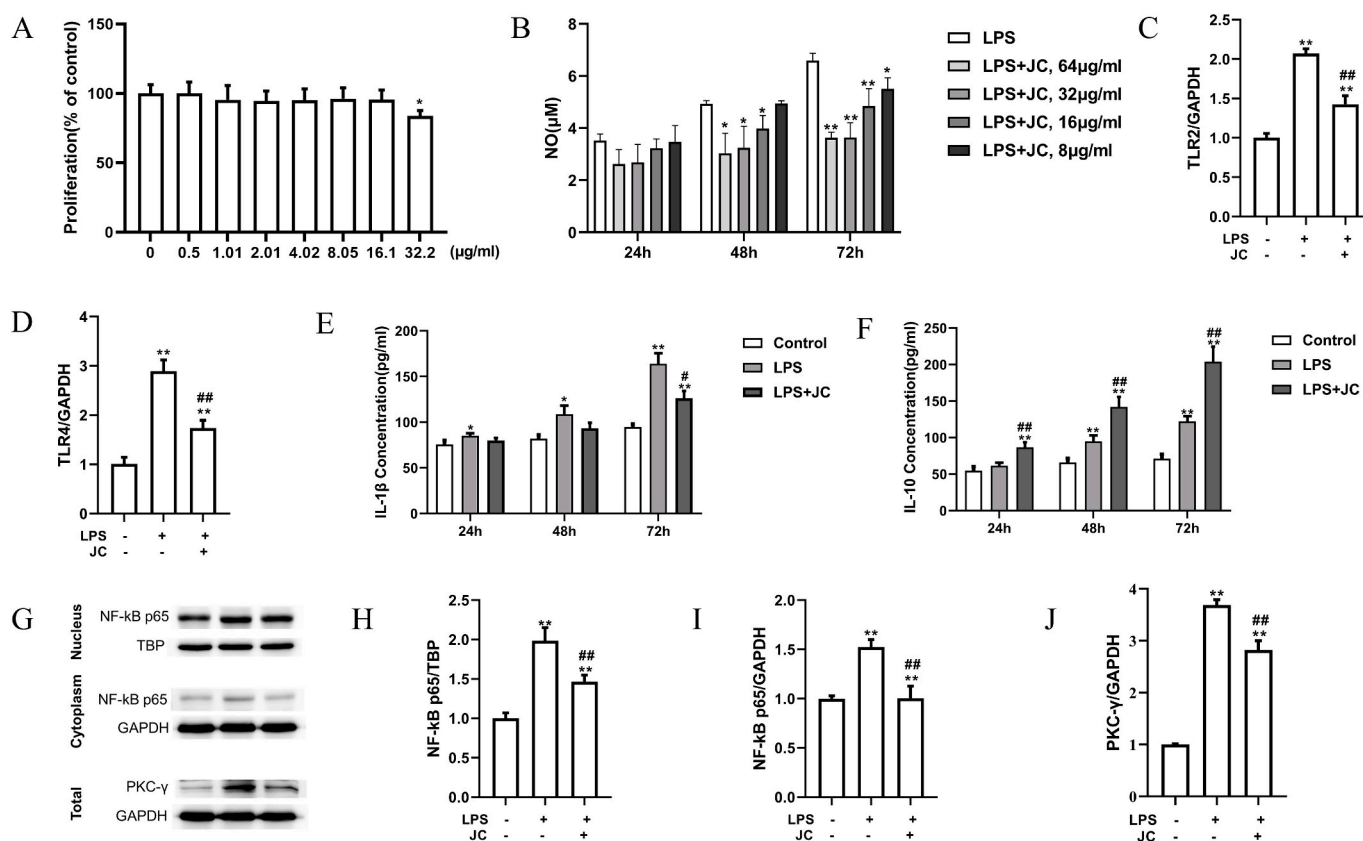 A
Proliferation(% of control)
150
100
50
0
0 0.5 1.01 2.01 4.02 8.05 16.1 32.2 (μg/ml)
*
B
NO(μM)
8
6
4
2
0
* * *
** ** ** *
24h 48h 72h
LPS
LPS+JC, 64μg/ml
LPS+JC, 32μg/ml
LPS+JC, 16μg/ml
LPS+JC, 8μg/ml
C
TLR2/GAPDH
2.5
2.0
1.5
1.0
0.5
0.0
**
##
**
LPS - + +
JC - - +
D
TLR4/GAPDH
4
3
2
1
0
**
##
**
LPS - + +
JC - - +
E
IL-1β Concentration(pg/ml)
200
150
100
50
0
*
*
**
#
**
24h 48h 72h
Control
LPS
LPS+JC
F
IL-10 Concentration(pg/ml)
250
200
150
100
50
0
##
**
**
##
**
**
##
**
24h 48h 72h
Control
LPS
LPS+JC
G
Nucleus
NF-kB p65
TBP
Cytoplasm
NF-kB p65
GAPDH
Total
PKC-γ
GAPDH
H
NF-kB p65/TBP
2.5
2.0
1.5
1.0
0.5
0.0
**
##
**
LPS - + +
JC - - +
I
NF-kB p65/GAPDH
2.0
1.5
1.0
0.5
0.0
**
##
**
LPS - + +
JC - - +
J
PKC-γ/GAPDH
4
3
2
1
0
**
##
**
LPS - + +
JC - - +